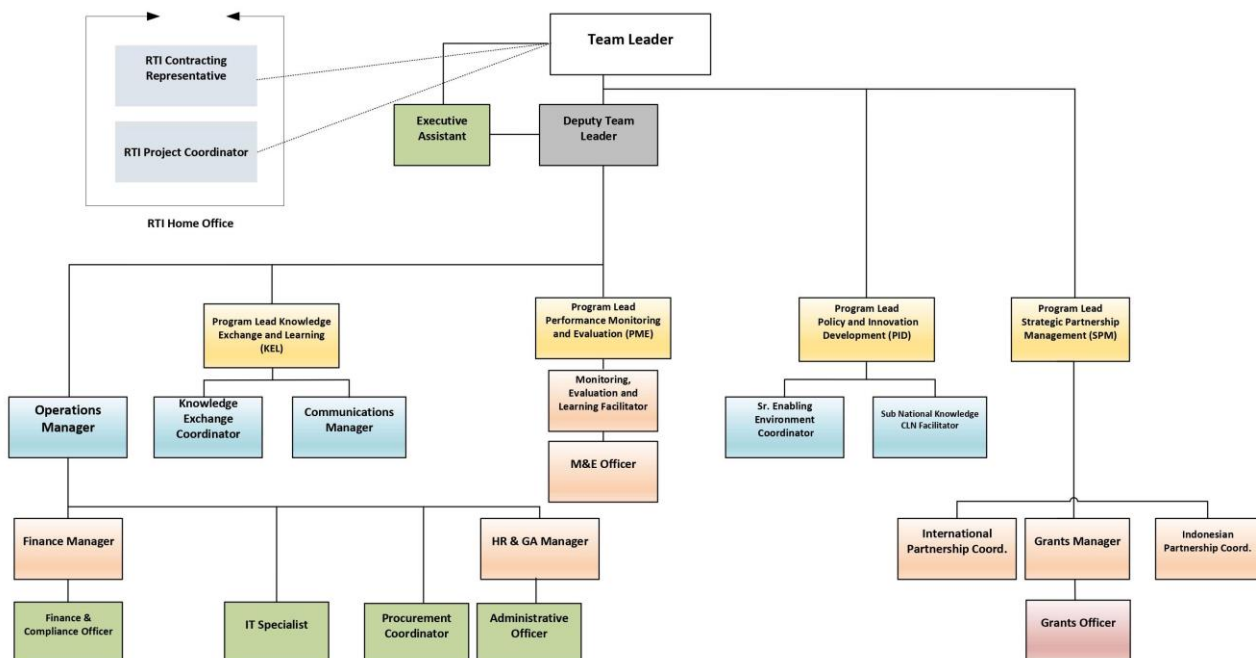 Team Leader
RTI Contracting
Representative
RTI Project Coordinator
RTI Home Office
Executive
Assistant
Deputy Team
Leader
Program Lead Knowledge
Exchange and Learning
(KEL)
Program Lead
Performance Monitoring
and Evaluation (PME)
Program Lead
Policy and Innovation
Development (PID)
Program Lead
Strategic Partnership
Management (SPM)
Operations
Manager
Knowledge
Exchange
Coordinator
Communications
Manager
Monitoring,
Evaluation and
Learning Facilitator
M&E Officer
Sr. Enabling
Environment
Coordinator
Sub National Knowledge
CLN Facilitator
Finance Manager
HR & GA Manager
International
Partnership Coord.
Grants Manager
Indonesian
Partnership Coord.
Finance &
Compliance Officer
IT Specialist
Procurement
Coordinator
Administrative
Officer
Grants Officer